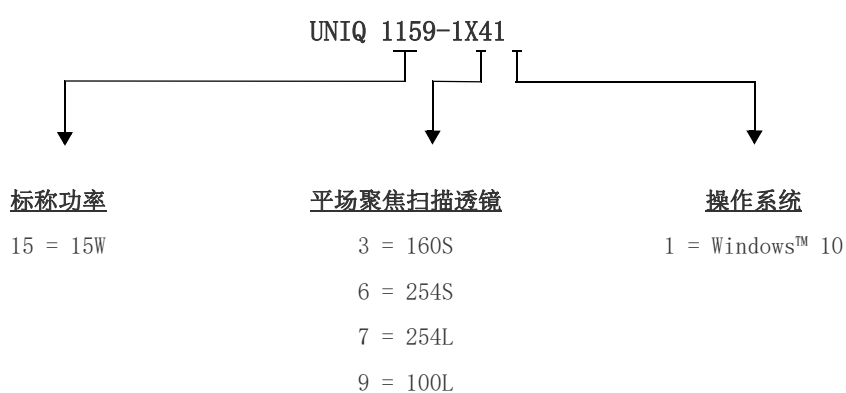 UNIQ 1159-1X41
标称功率 平场聚焦扫描透镜 操作系统
15 = 15W 3 = 160S 1 = Windows™ 10
6 = 254S
7 = 254L
9 = 100L